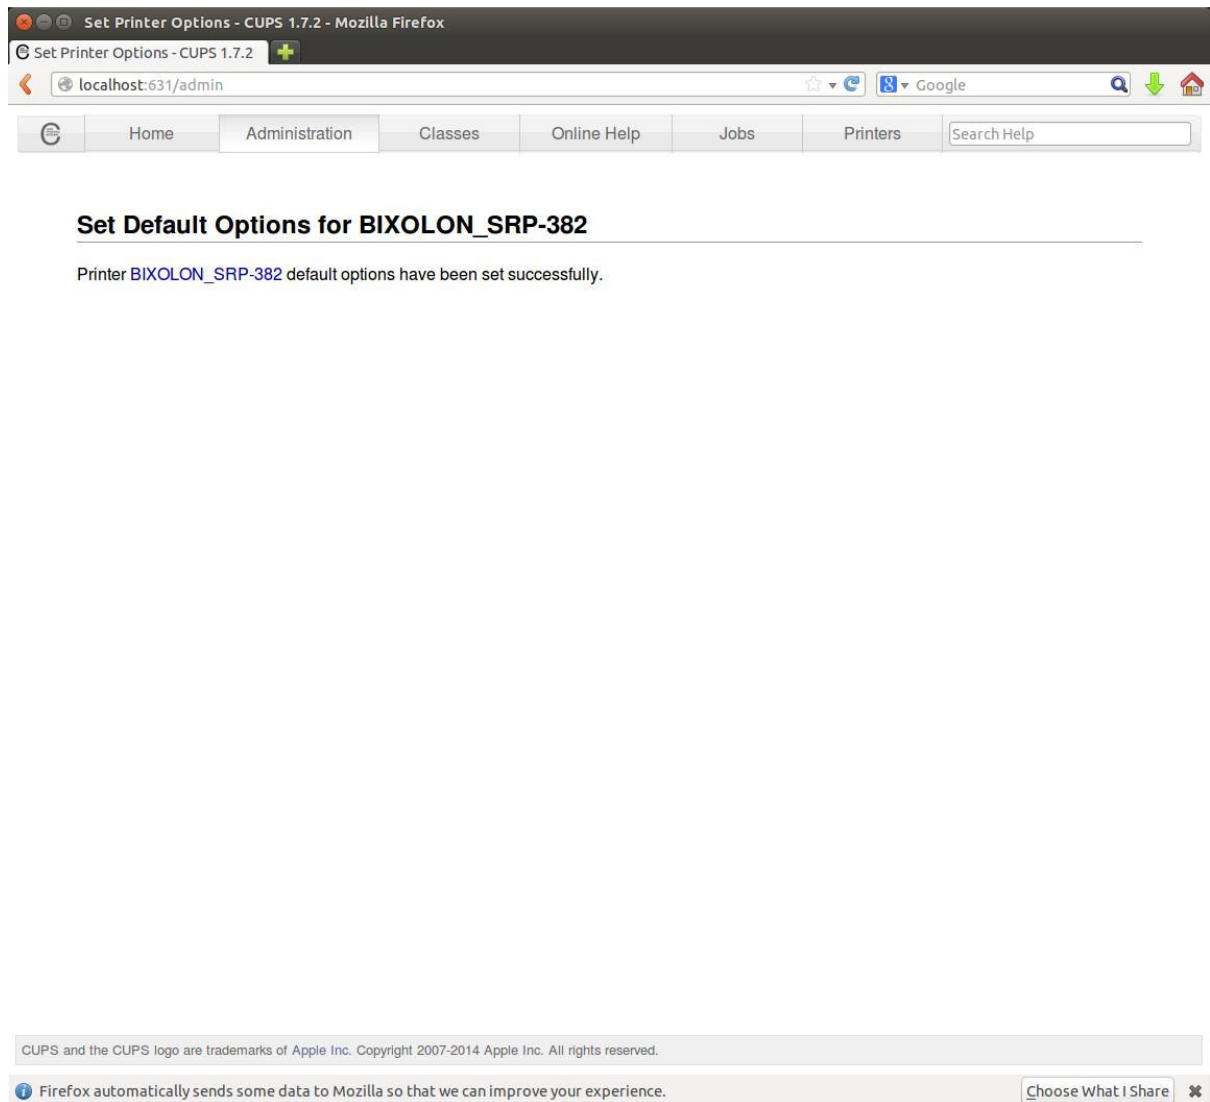 Set Printer Options - CUPS 1.7.2 - Mozilla Firefox
Set Printer Options - CUPS 1.7.2
localhost:631/admin
Google
Home Administration Classes Online Help Jobs Printers Search Help
Set Default Options for BIXOLON_SRP-382
Printer BIXOLON_SRP-382 default options have been set successfully.
CUPS and the CUPS logo are trademarks of Apple Inc. Copyright 2007-2014 Apple Inc. All rights reserved.
Firefox automatically sends some data to Mozilla so that we can improve your experience. Choose What I Share